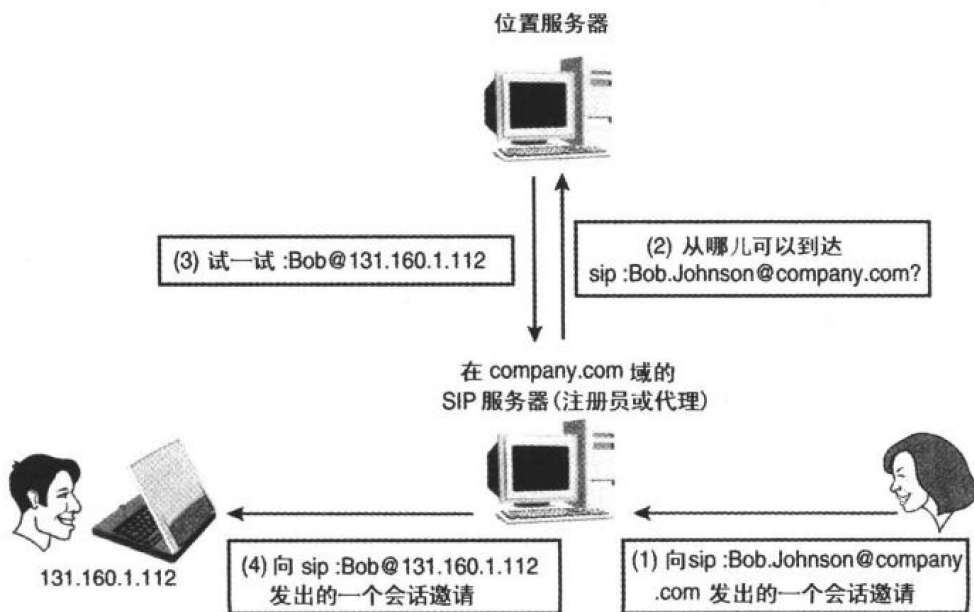 位置服务器
(3) 试一试 :Bob@131.160.1.112
(2) 从哪儿可以到达
sip :Bob.Johnson@company.com?
在 company.com 域的
SIP 服务器(注册员或代理)
131.160.1.112
(4) 向 sip :Bob@131.160.1.112
发出的一个会话邀请
(1) 向sip :Bob.Johnson@company
.com 发出的一个会话邀请